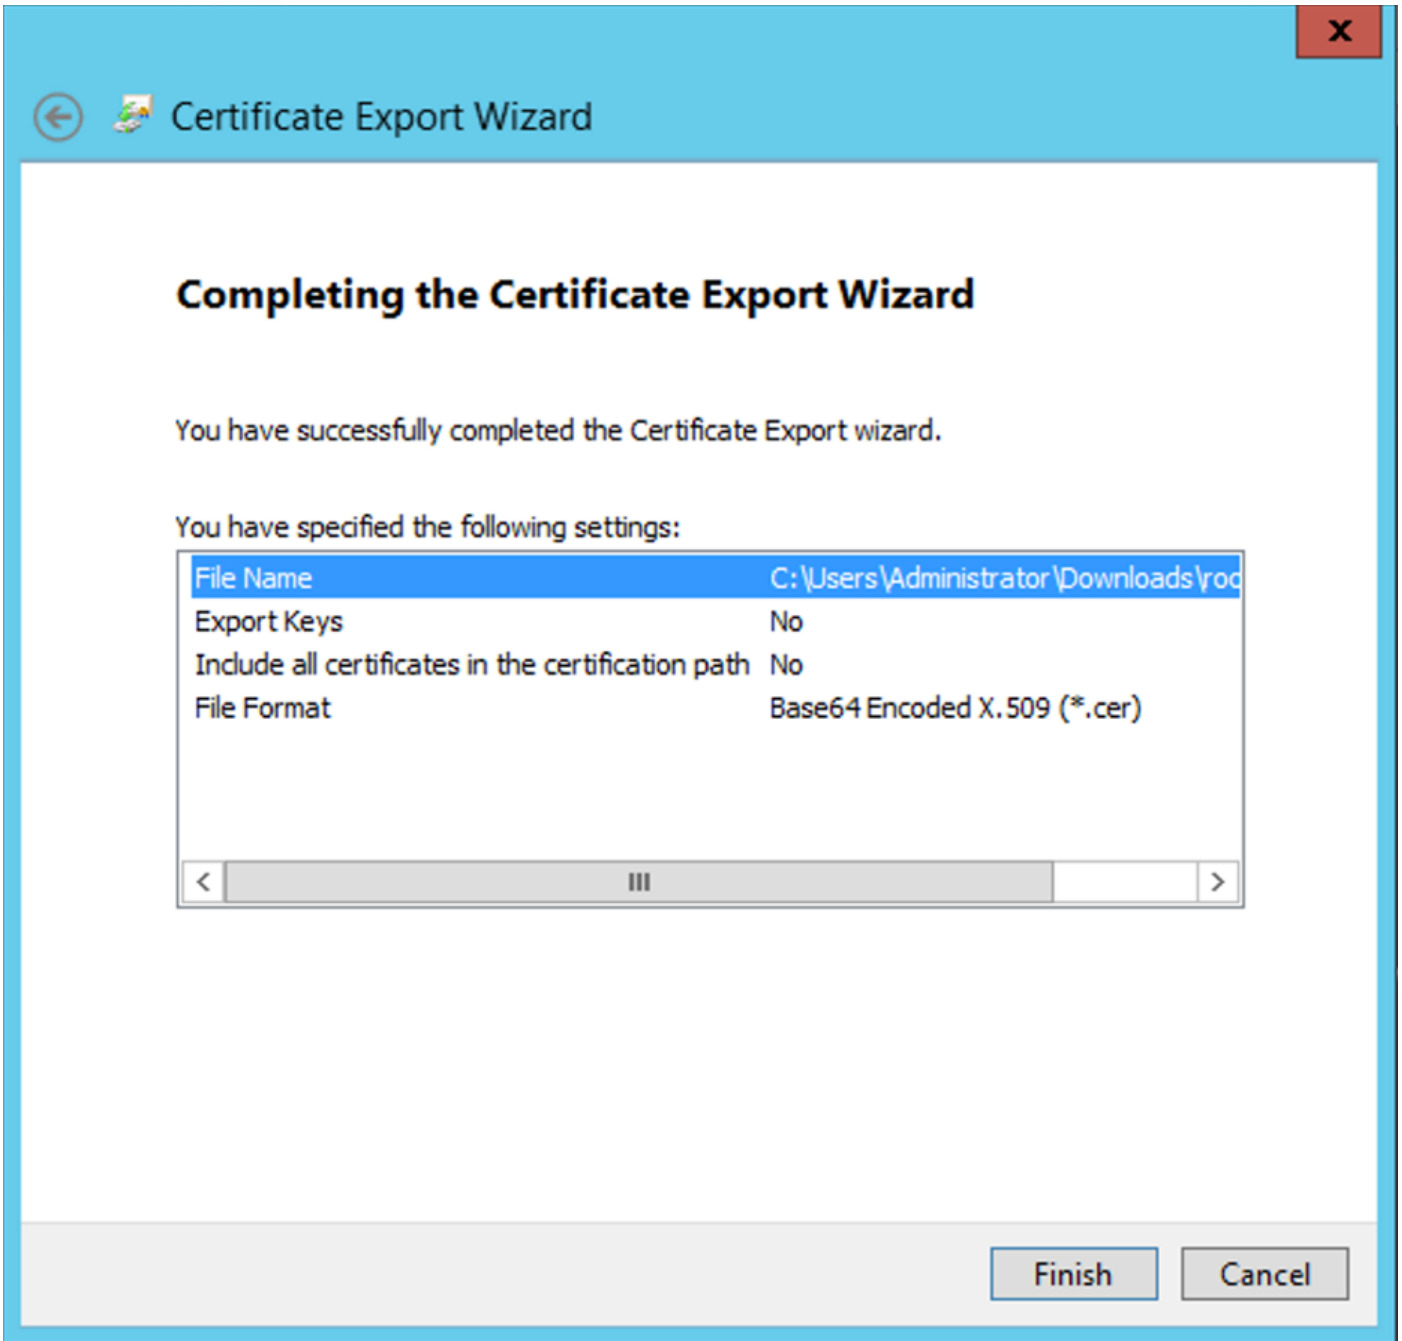 x
Certificate Export Wizard
Completing the Certificate Export Wizard
You have successfully completed the Certificate Export wizard.
You have specified the following settings:
File Name C:\Users\Administrator\Downloads\
Export Keys No
Include all certificates in the certification path No
File Format Base64 Encoded X.509 (*.cer)
Finish Cancel